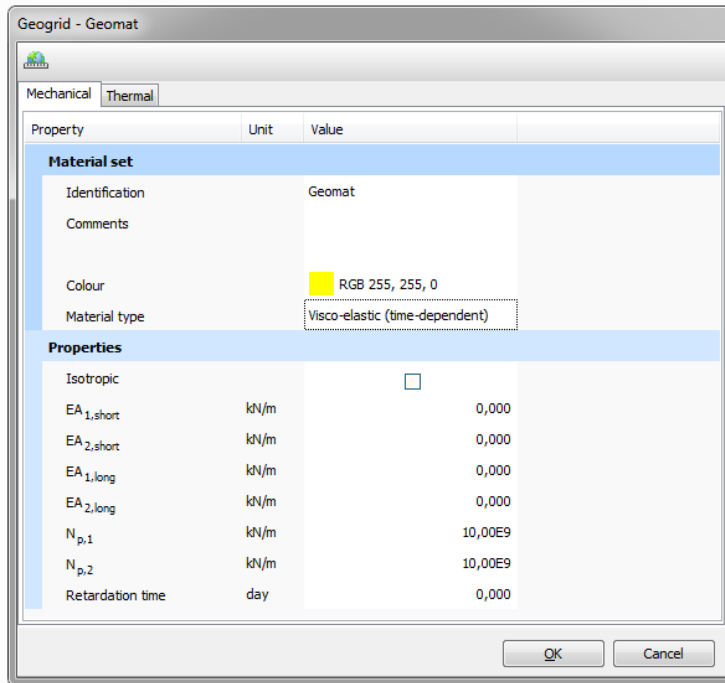 Geogrid - Geomat
Mechanical Thermal
Property Unit Value
Material set
Identification Geomat
Comments
Colour RGB 255, 255, 0
Material type Visco-elastic (time-dependent)
Properties
Isotropic
EA1,short kN/m 0,000
EA2,short kN/m 0,000
EA1,long kN/m 0,000
EA2,long kN/m 0,000
Np,1 kN/m 10,00E9
Np,2 kN/m 10,00E9
Retardation time day 0,000
OK Cancel